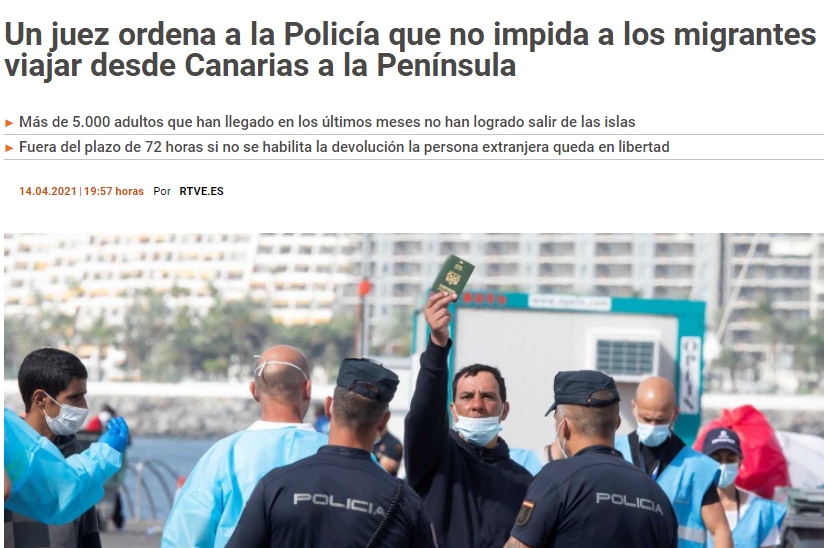 Un juez ordena a la Policía que no impida a los migrantes
viajar desde Canarias a la Península
Más de 5.000 adultos que han llegado en los últimos meses no han logrado salir de las islas
Fuera del plazo de 72 horas si no se habilita la devolución la persona extranjera queda en libertad
14.04.2021 | 19:57 horas Por RTVE.ES
POLICIA
POLICIA